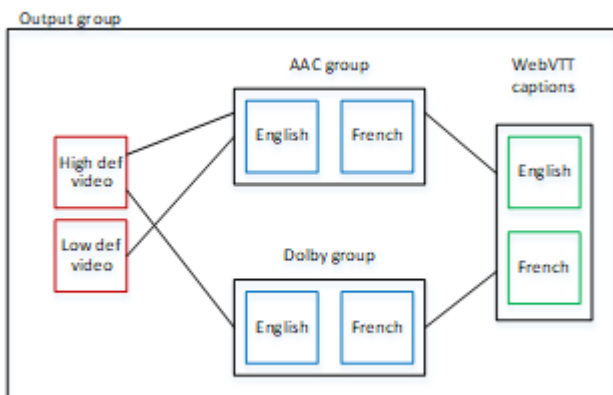 Output group
AAC group
WebVTT
captions
English
French
High def
video
English
Low def
video
French
Dolby group
English
French